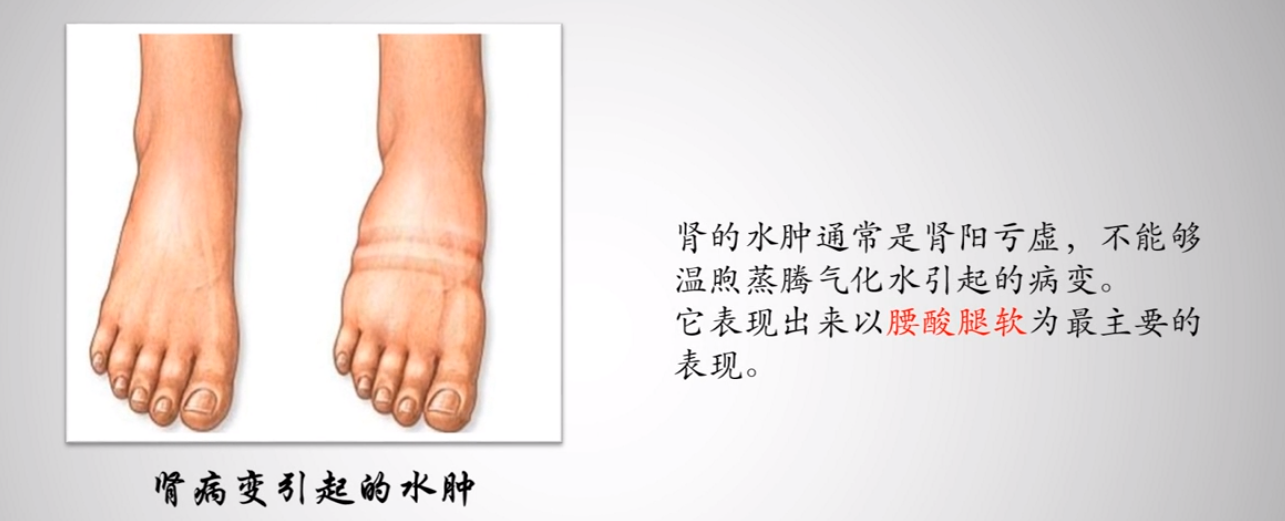 肾的水肿通常是肾阳亏虚，不能够
温煦蒸腾气化水引起的病变。
它表现出来以腰酸腿软为最主要的
表现。
肾病变引起的水肿